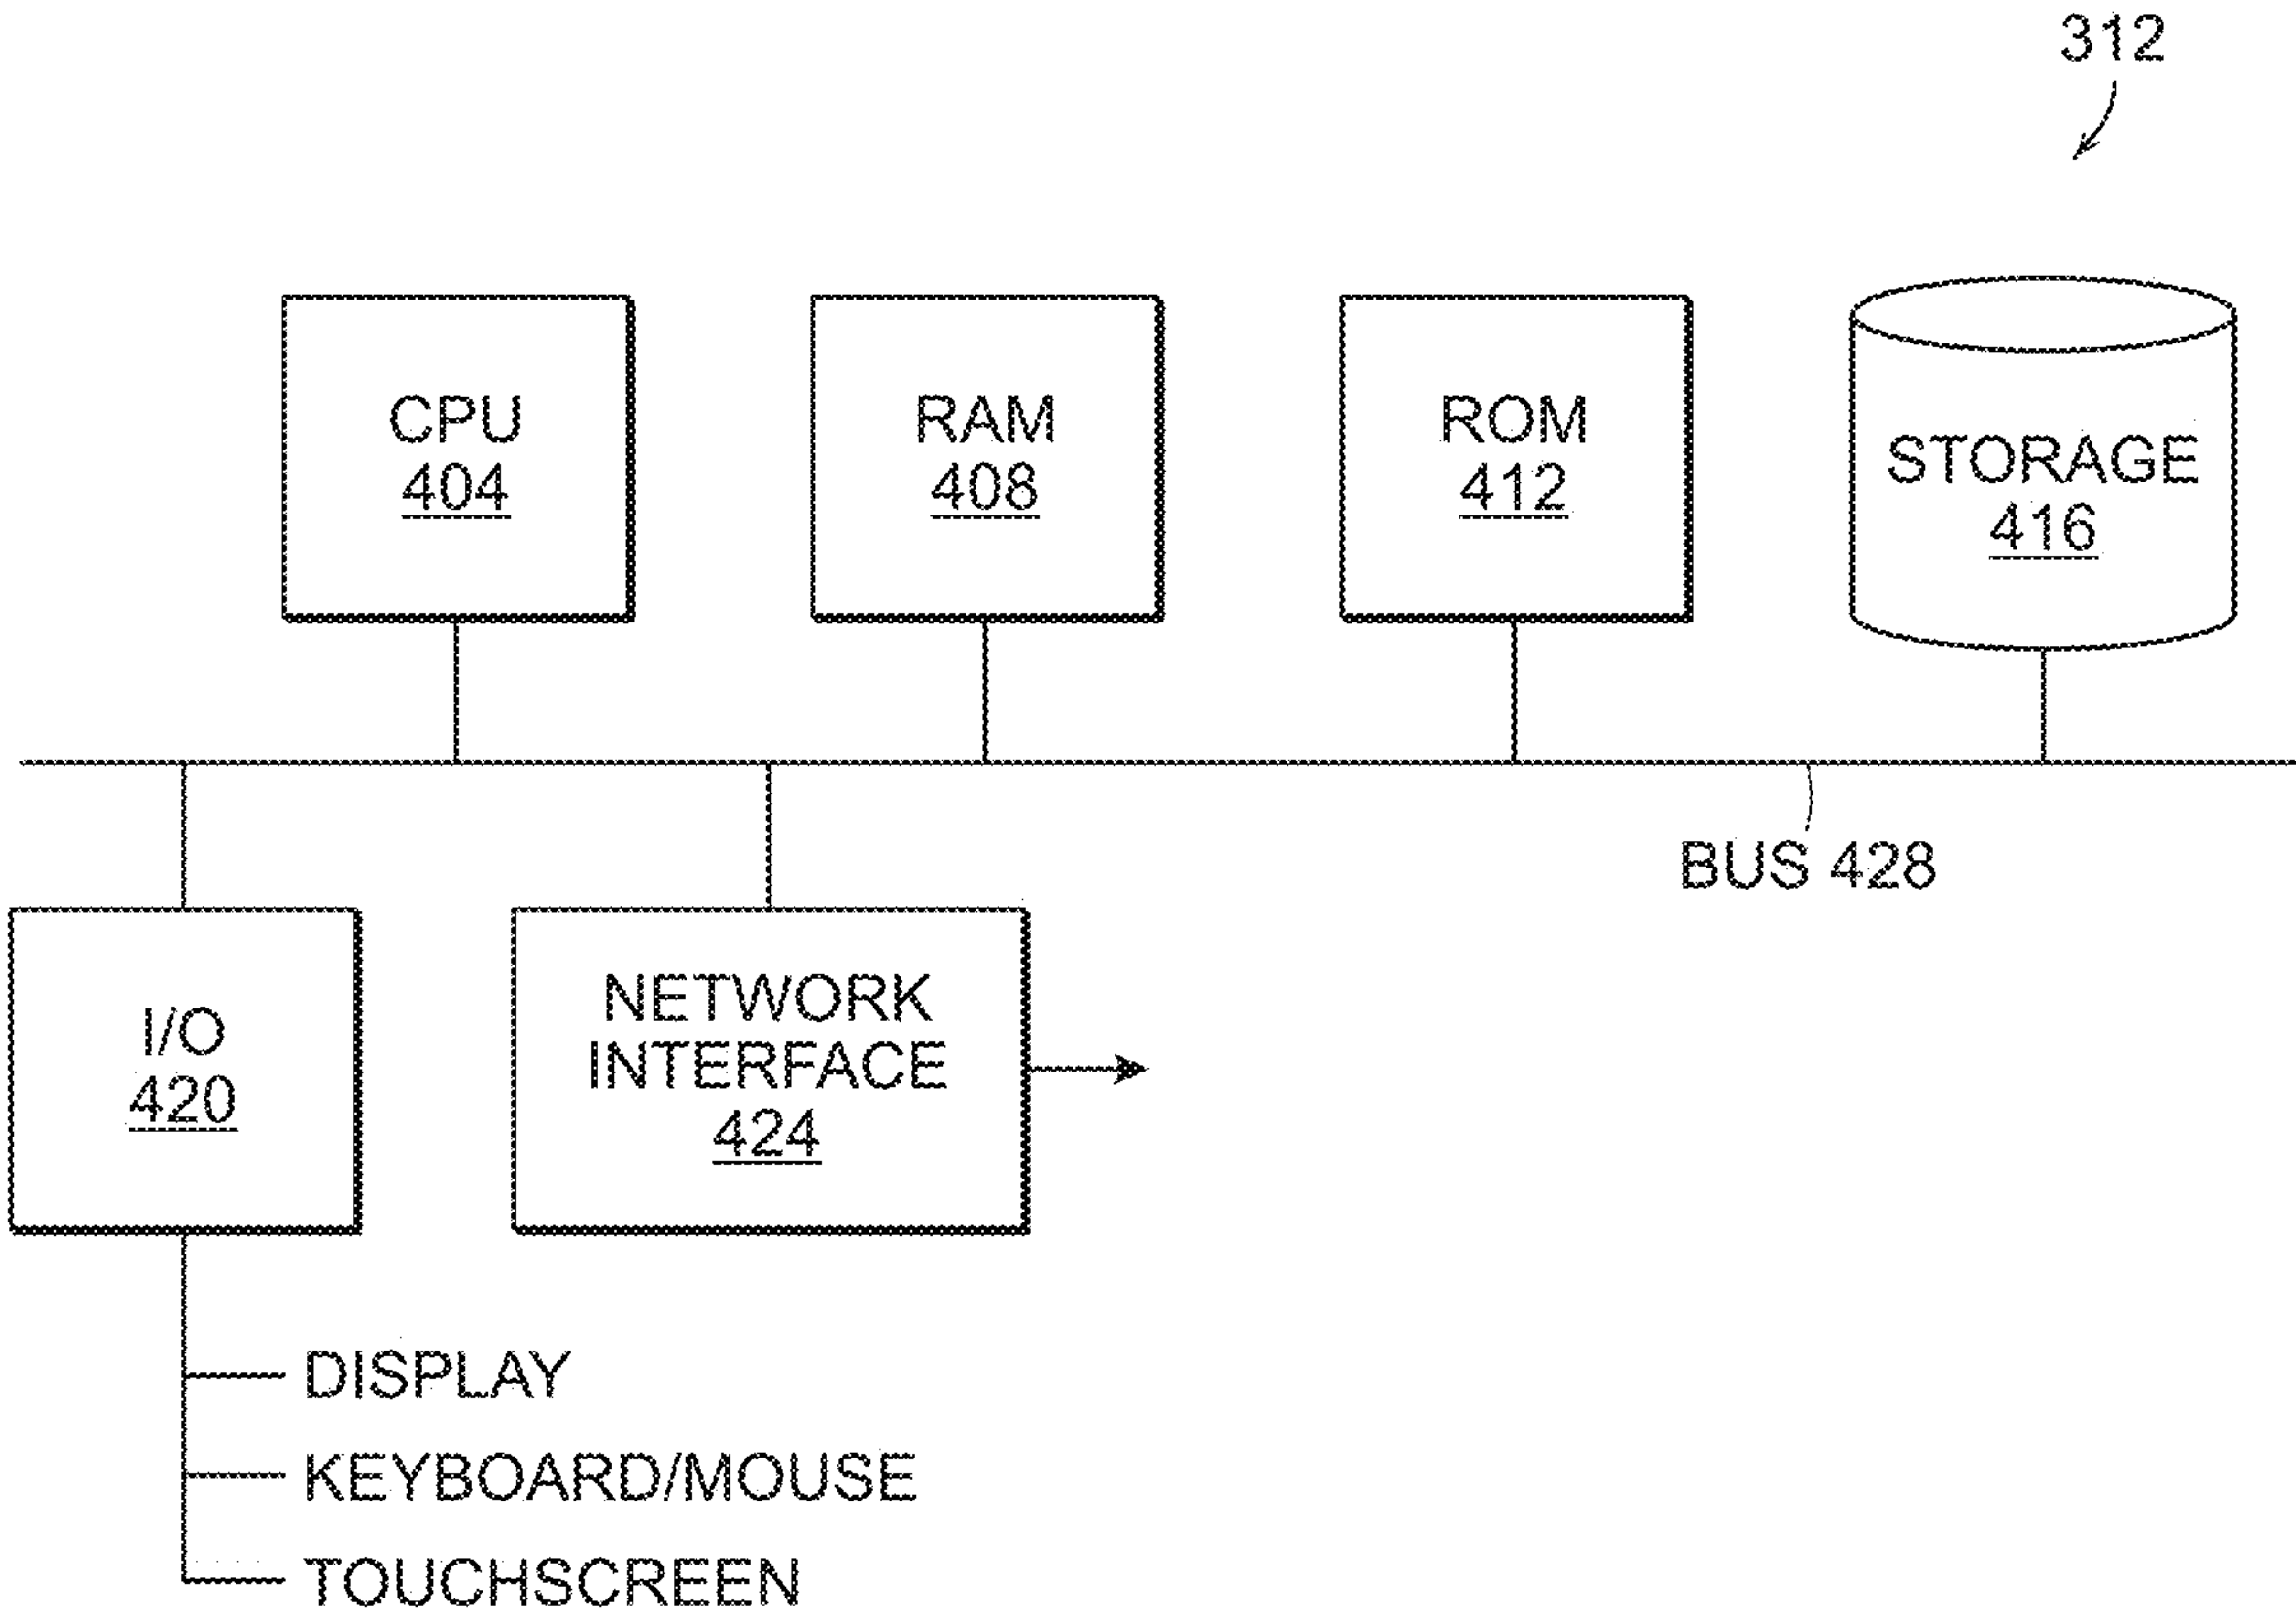 312
CPU
404
RAM
408
ROM
412
STORAGE
416
BUS 428
I/O
420
NETWORK
INTERFACE
424
DISPLAY
KEYBOARD/MOUSE
TOUCHSCREEN